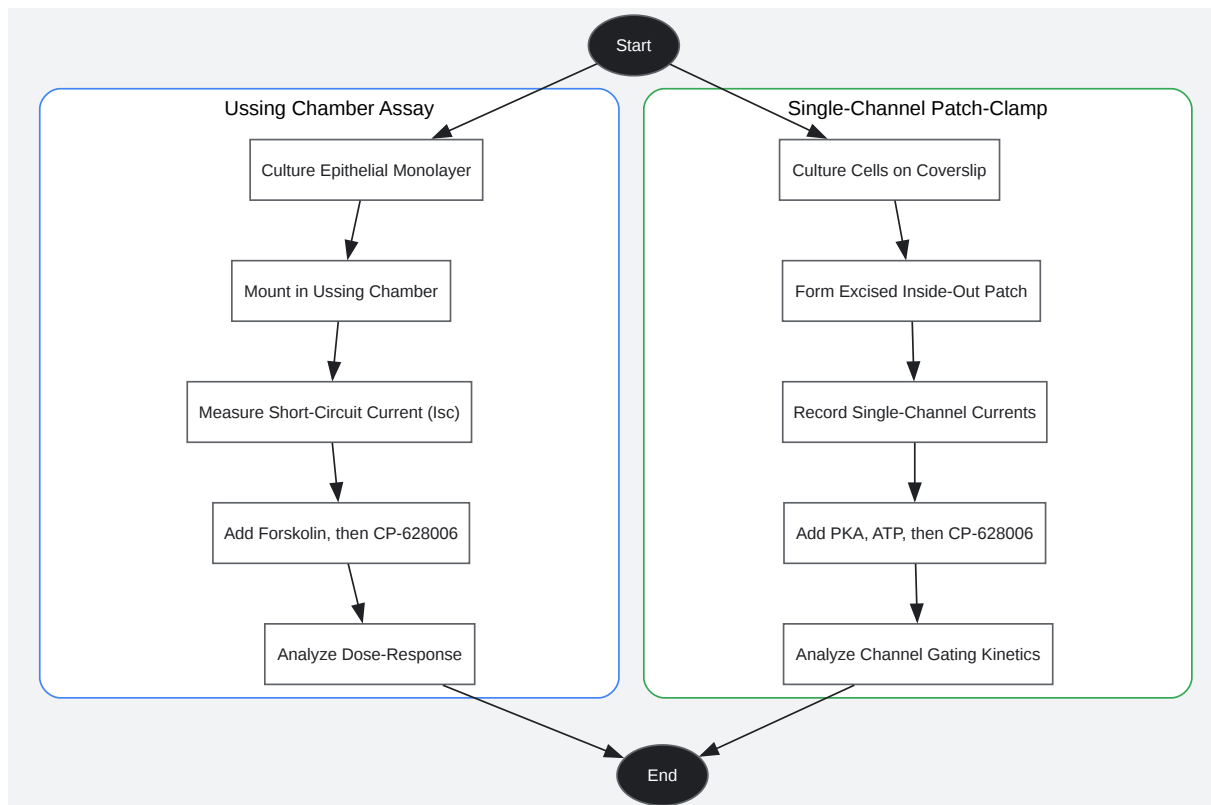 Start
Ussing Chamber Assay
Culture Epithelial Monolayer
Mount in Ussing Chamber
Measure Short-Circuit Current (Isc)
Add Forskolin, then CP-628006
Analyze Dose-Response
Single-Channel Patch-Clamp
Culture Cells on Coverslip
Form Excised Inside-Out Patch
Record Single-Channel Currents
Add PKA, ATP, then CP-628006
Analyze Channel Gating Kinetics
End